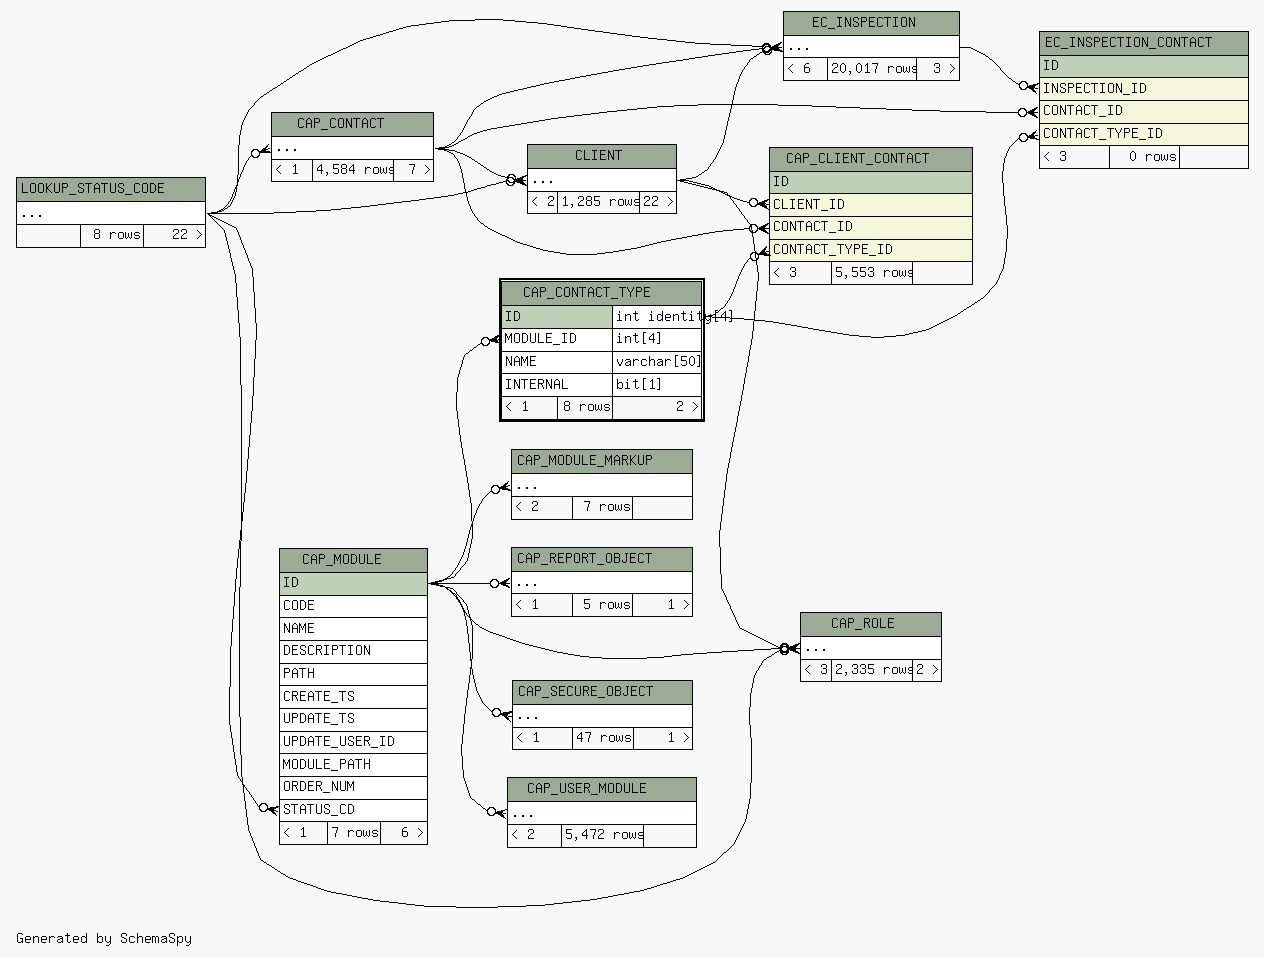 EC_INSPECTION
...
< 6 20,017 rows 3 >
EC_INSPECTION_CONTACT
ID
INSPECTION_ID
CONTACT_ID
CONTACT_TYPE_ID
< 3 0 rows
CAP_CONTACT
...
< 1 4,584 rows 7 >
CLIENT
...
< 2 1,285 rows 22 >
CAP_CLIENT_CONTACT
ID
CLIENT_ID
CONTACT_ID
CONTACT_TYPE_ID
< 3 5,553 rows
LOOKUP_STATUS_CODE
...
8 rows 22 >
CAP_CONTACT_TYPE
ID int identity[4]
MODULE_ID int[4]
NAME varchar[50]
INTERNAL bit[1]
< 1 8 rows 2 >
CAP_MODULE_MARKUP
...
< 2 7 rows
CAP_REPORT_OBJECT
...
< 1 5 rows 1 >
CAP_MODULE
ID
CODE
NAME
DESCRIPTION
PATH
CREATE_TS
UPDATE_TS
UPDATE_USER_ID
MODULE_PATH
ORDER_NUM
STATUS_CD
< 1 7 rows 6 >
CAP_ROLE
...
< 3 2,335 rows 2 >
CAP_SECURE_OBJECT
...
< 1 47 rows 1 >
CAP_USER_MODULE
...
< 2 5,472 rows
Generated by SchemaSpy